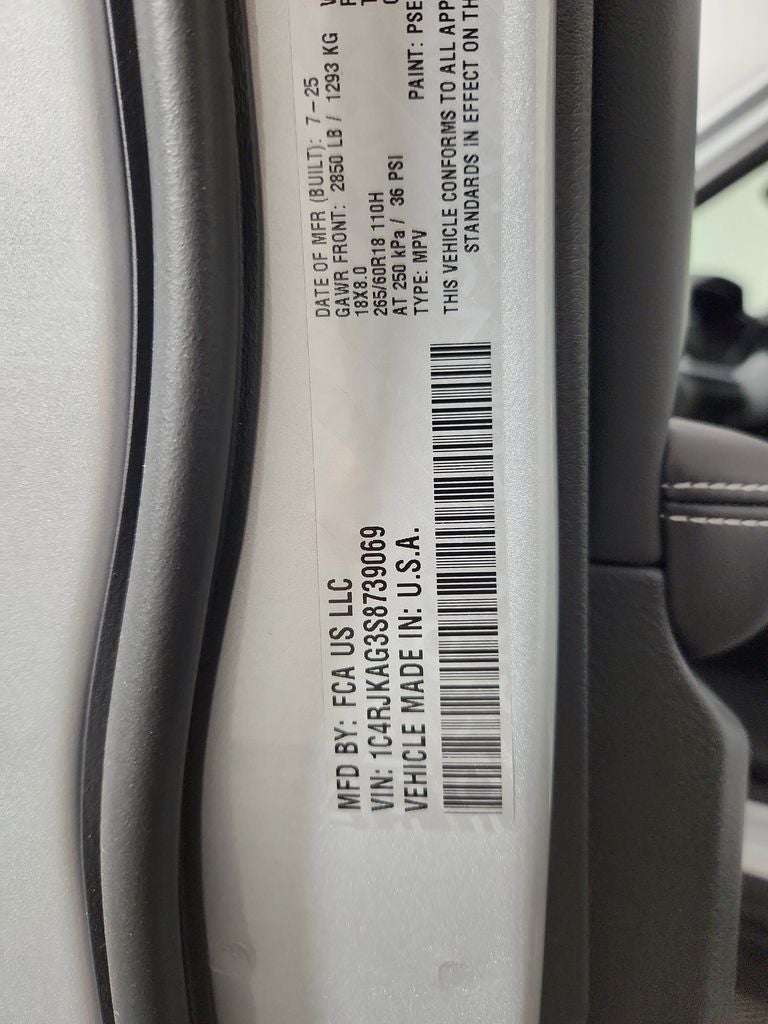 MFD BY: FCA US LLC
VIN: 1C4RJKAG3S8739069
VEHICLE MADE IN: U.S.A.
DATE OF MFR (BUILT): 7-25
GAWR FRONT: 2850 LB / 1293 KG
18X8.0
265/60R18 110H
AT 250 kPa / 36 PSI
TYPE: MPV
PAINT: PSE
THIS VEHICLE CONFORMS TO ALL APP
STANDARDS IN EFFECT ON TH